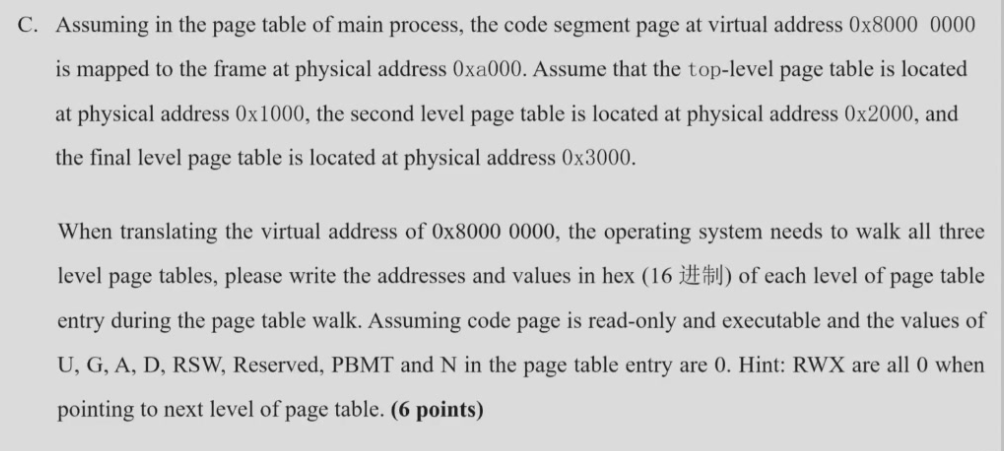 C. Assuming in the page table of main process, the code segment page at virtual address 0x8000 0000
is mapped to the frame at physical address 0xa000. Assume that the top-level page table is located
at physical address 0x1000, the second level page table is located at physical address 0x2000, and
the final level page table is located at physical address 0x3000.
When translating the virtual address of 0x8000 0000, the operating system needs to walk all three
level page tables, please write the addresses and values in hex (16 进制) of each level of page table
entry during the page table walk. Assuming code page is read-only and executable and the values of
U, G, A, D, RSW, Reserved, PBMT and N in the page table entry are 0. Hint: RWX are all 0 when
pointing to next level of page table. (6 points)